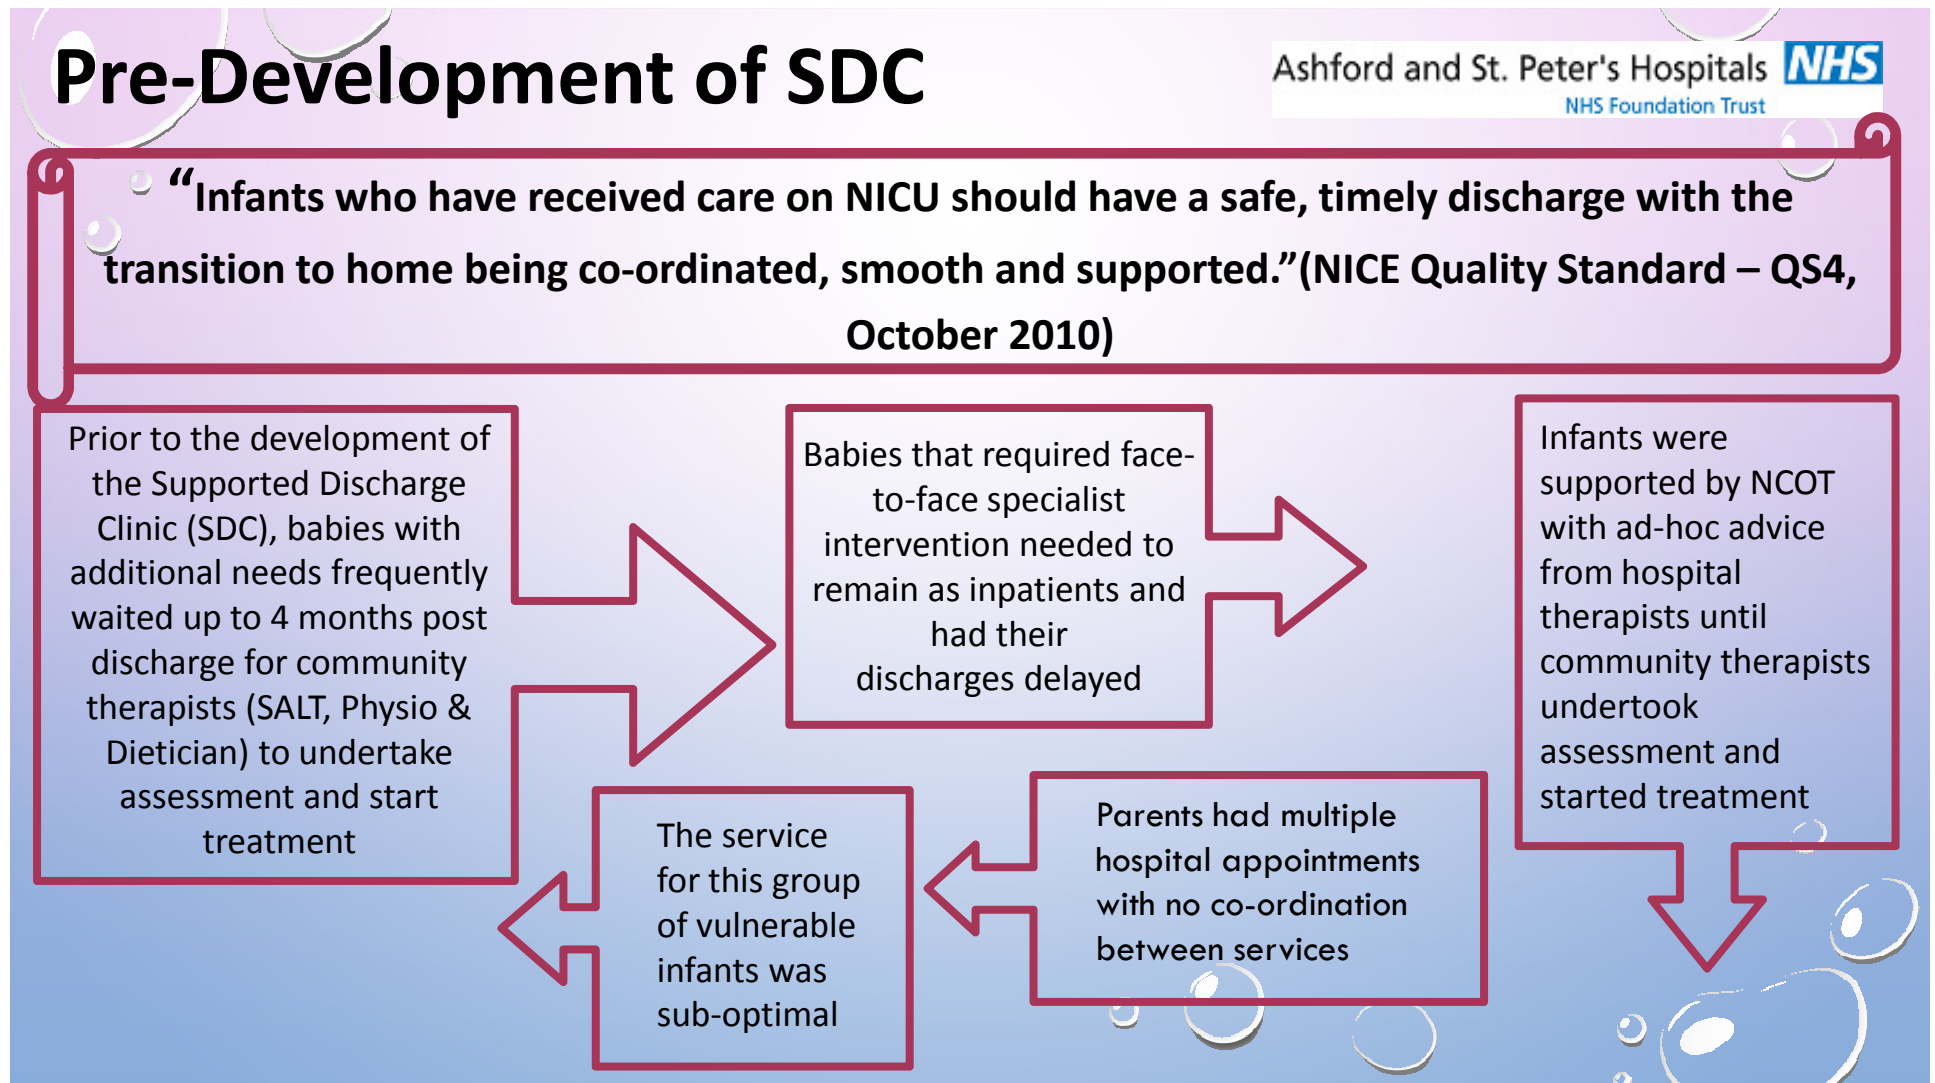 Pre-Development of SDC
Ashford and St. Peter's Hospitals NHS
NHS Foundation Trust
“Infants who have received care on NICU should have a safe, timely discharge with the
transition to home being co-ordinated, smooth and supported.”(NICE Quality Standard – QS4,
October 2010)
Prior to the development of
the Supported Discharge
Clinic (SDC), babies with
additional needs frequently
waited up to 4 months post
discharge for community
therapists (SALT, Physio &
Dietician) to undertake
assessment and start
treatment
Babies that required face-
to-face specialist
intervention needed to
remain as inpatients and
had their
discharges delayed
Infants were
supported by NCOT
with ad-hoc advice
from hospital
therapists until
community therapists
undertook
assessment and
started treatment
Parents had multiple
hospital appointments
with no co-ordination
between services
The service
for this group
of vulnerable
infants was
sub-optimal